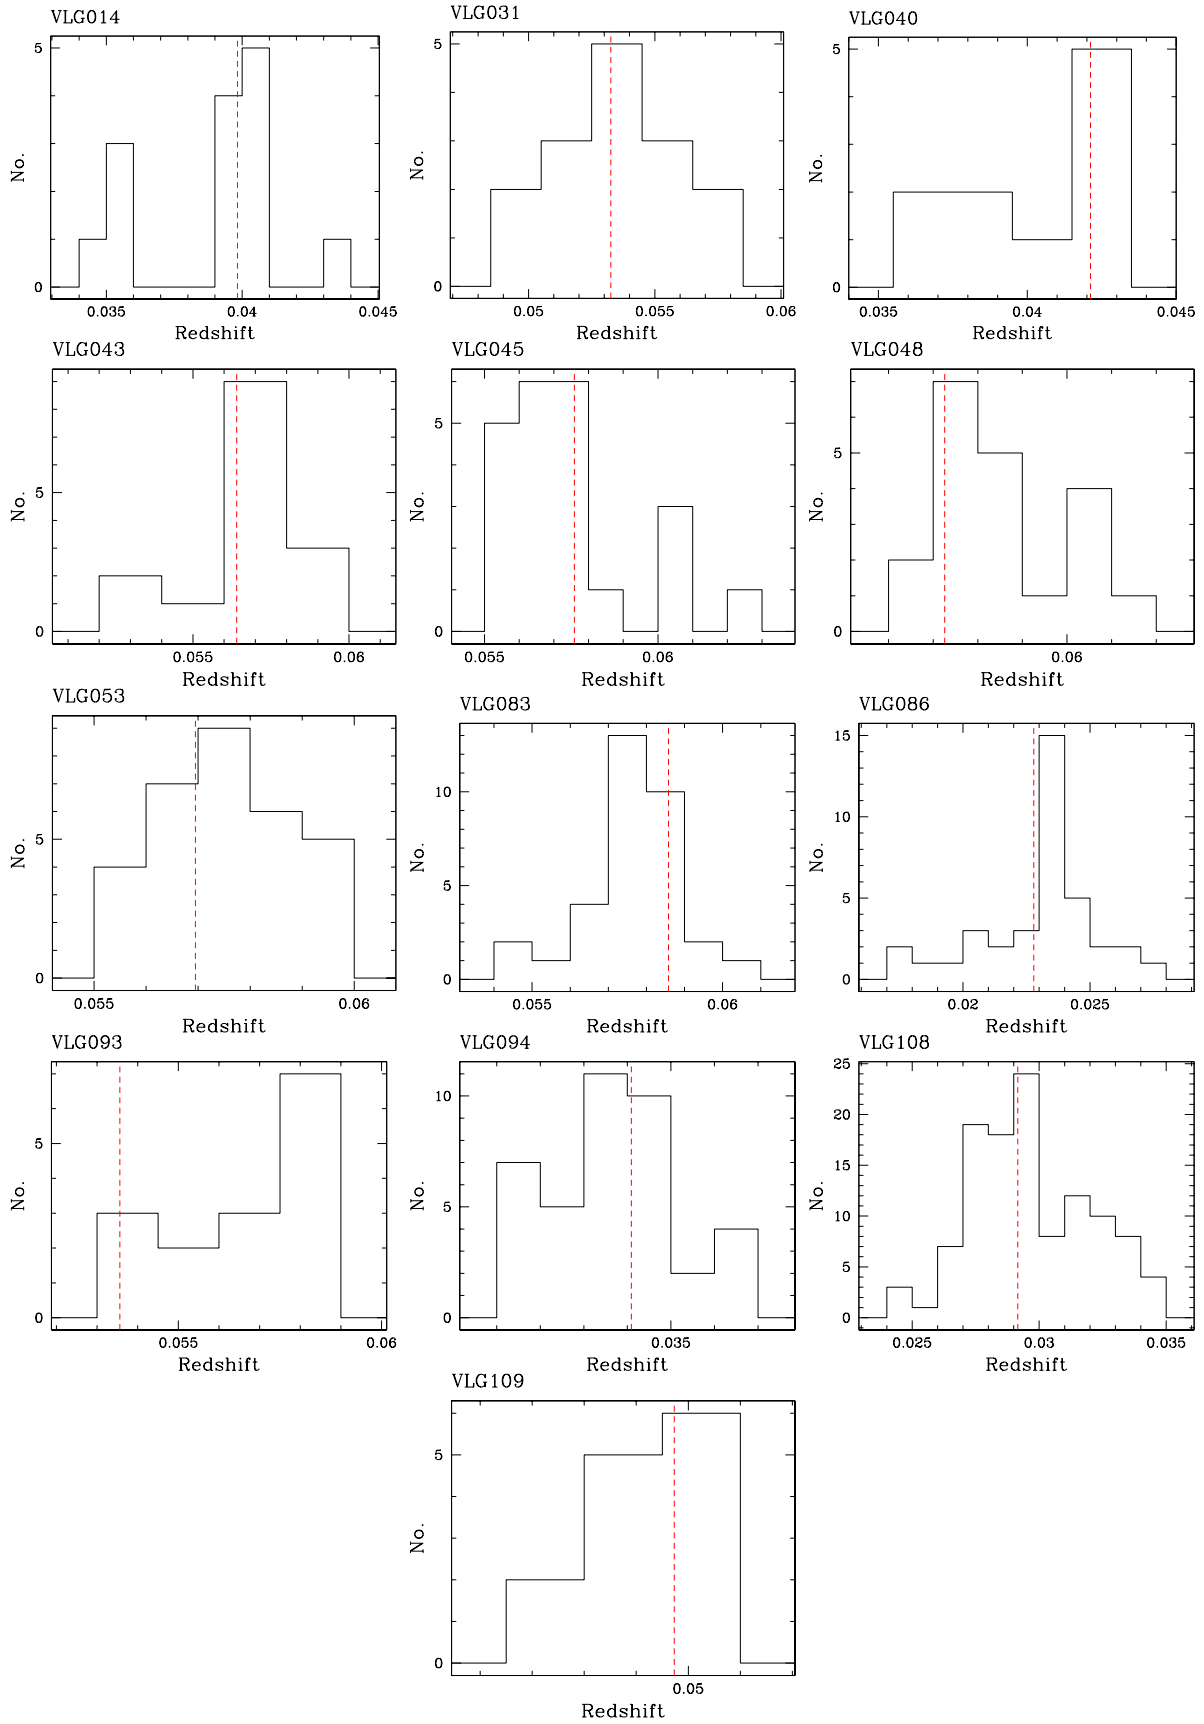 VLG014
No.
5
0
0.035 0.04 0.045
Redshift
VLG031
No.
5
0
0.05 0.055 0.06
Redshift
VLG040
No.
5
0
0.035 0.04 0.045
Redshift
VLG043
No.
5
0
0.055 0.06
Redshift
VLG045
No.
5
0
0.055 0.06
Redshift
VLG048
No.
5
0
0.06
Redshift
VLG053
No.
5
0
0.055 0.06
Redshift
VLG083
No.
10
5
0
0.055 0.06
Redshift
VLG086
No.
15
10
5
0
0.02 0.025
Redshift
VLG093
No.
5
0
0.055 0.06
Redshift
VLG094
No.
10
5
0
0.035
Redshift
VLG108
No.
25
20
15
10
5
0
0.025 0.03 0.035
Redshift
VLG109
No.
5
0
0.05
Redshift